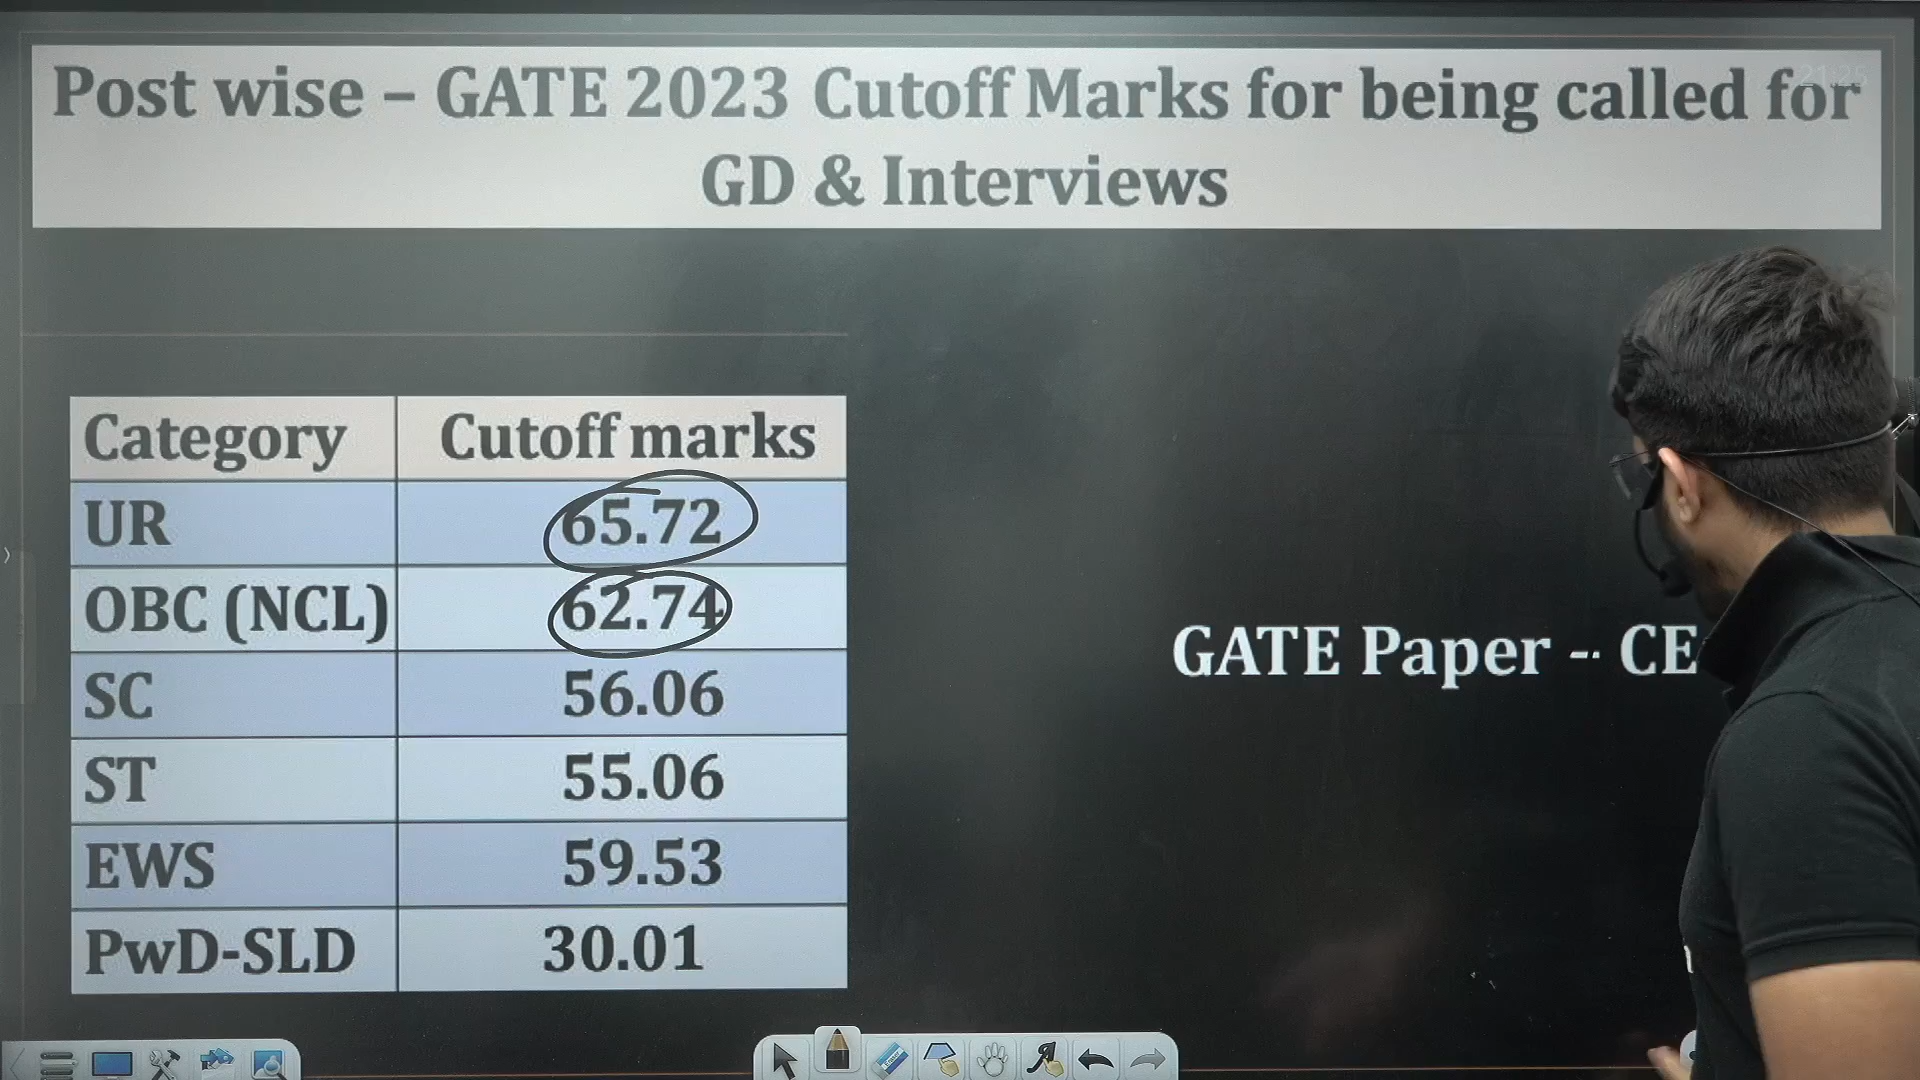 Post wise – GATE 2023 Cutoff Marks for being called for
GD & Interviews
21:25
Category Cutoff marks
UR 65.72
OBC (NCL) 62.74
SC 56.06
ST 55.06
EWS 59.53
PwD-SLD 30.01
GATE Paper -- CE